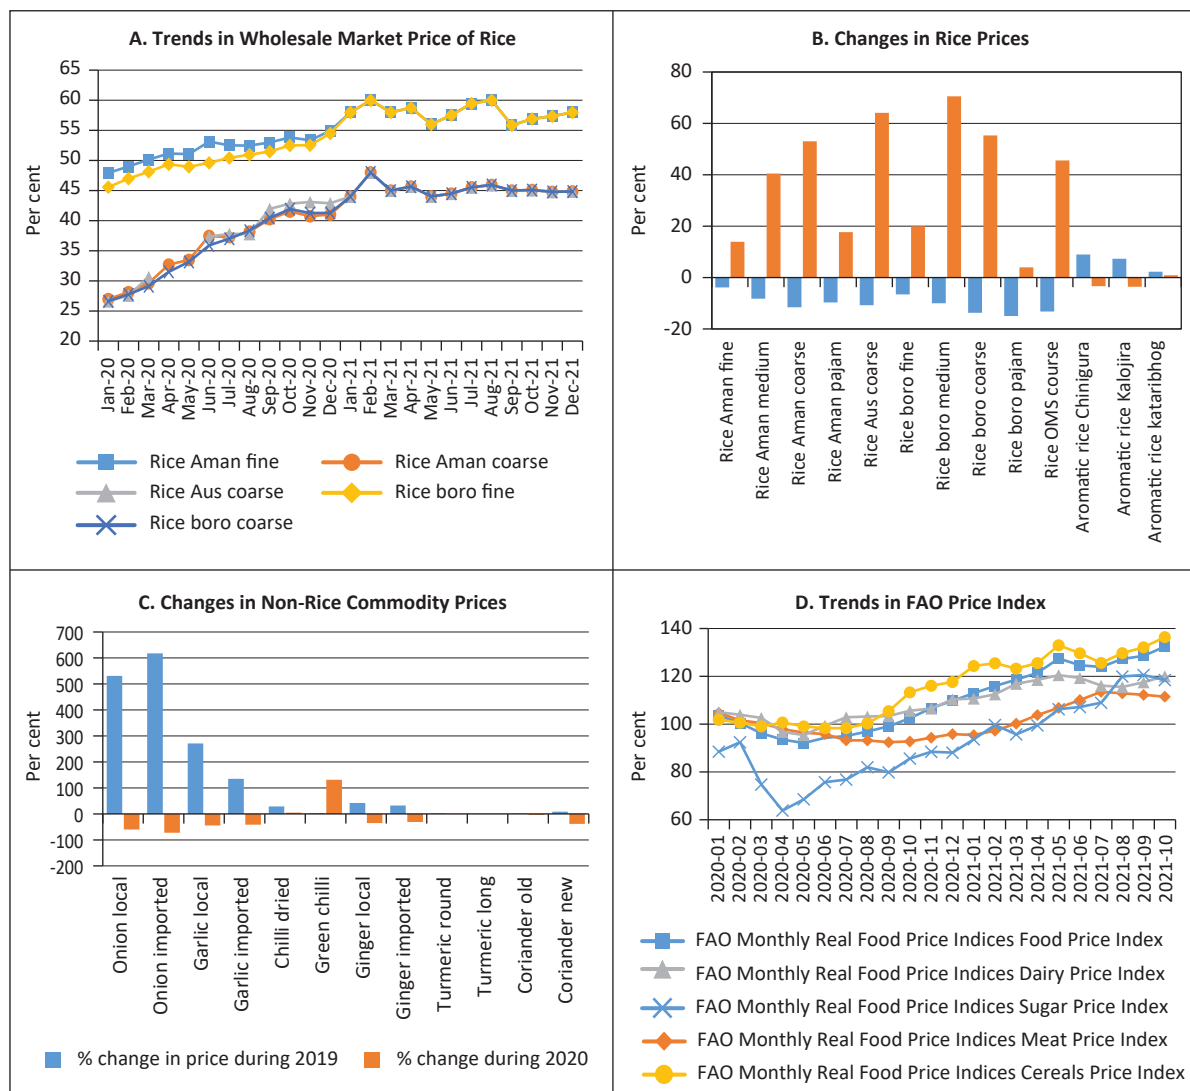 A. Trends in Wholesale Market Price of Rice
Per cent
65
60
55
50
45
40
35
30
25
20
Jan-20
Feb-20
Mar-20
Apr-20
May-20
Jun-20
Jul-20
Aug-20
Sep-20
Oct-20
Nov-20
Dec-20
Jan-21
Feb-21
Mar-21
Apr-21
May-21
Jun-21
Jul-21
Aug-21
Sep-21
Oct-21
Nov-21
Dec-21
Rice Aman fine
Rice Aman coarse
Rice Aus coarse
Rice boro fine
Rice boro coarse
B. Changes in Rice Prices
Per cent
80
60
40
20
0
-20
Rice Aman fine
Rice Aman medium
Rice Aman coarse
Rice Aman pajam
Rice Aus coarse
Rice boro fine
Rice boro medium
Rice boro coarse
Rice boro pajam
Rice OMS course
Aromatic rice Chinigura
Aromatic rice Kalojira
Aromatic rice kataribhog
C. Changes in Non-Rice Commodity Prices
Per cent
700
600
500
400
300
200
100
0
-100
-200
Onion local
Onion imported
Garlic local
Garlic imported
Chilli dried
Green chilli
Ginger local
Ginger imported
Turmeric round
Turmeric long
Coriander old
Coriander new
% change in price during 2019
% change during 2020
D. Trends in FAO Price Index
Per cent
140
120
100
80
60
2020-01
2020-02
2020-03
2020-04
2020-05
2020-06
2020-07
2020-08
2020-09
2020-10
2020-11
2020-12
2021-01
2021-02
2021-03
2021-04
2021-05
2021-06
2021-07
2021-08
2021-09
2021-10
FAO Monthly Real Food Price Indices Food Price Index
FAO Monthly Real Food Price Indices Dairy Price Index
FAO Monthly Real Food Price Indices Sugar Price Index
FAO Monthly Real Food Price Indices Meat Price Index
FAO Monthly Real Food Price Indices Cereals Price Index